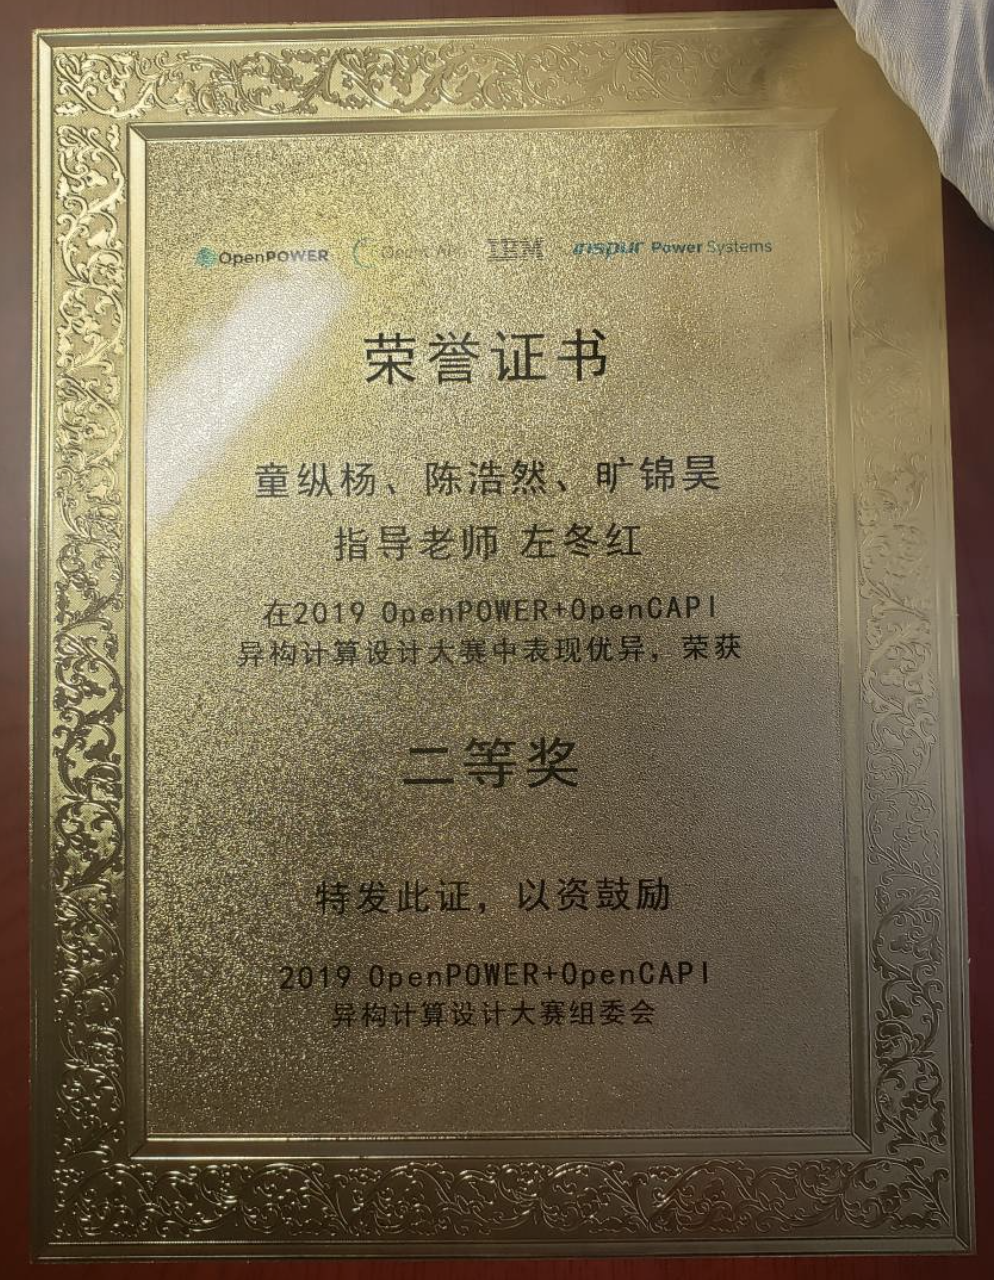 OpenPOWER OpenCAPI IBM inspur Power Systems
荣誉证书
童纵杨、陈浩然、旷锦昊
指导老师 左冬红
在2019 OpenPOWER+OpenCAPI
异构计算设计大赛中表现优异，荣获
二等奖
特发此证，以资鼓励
2019 OpenPOWER+OpenCAPI
异构计算设计大赛组委会